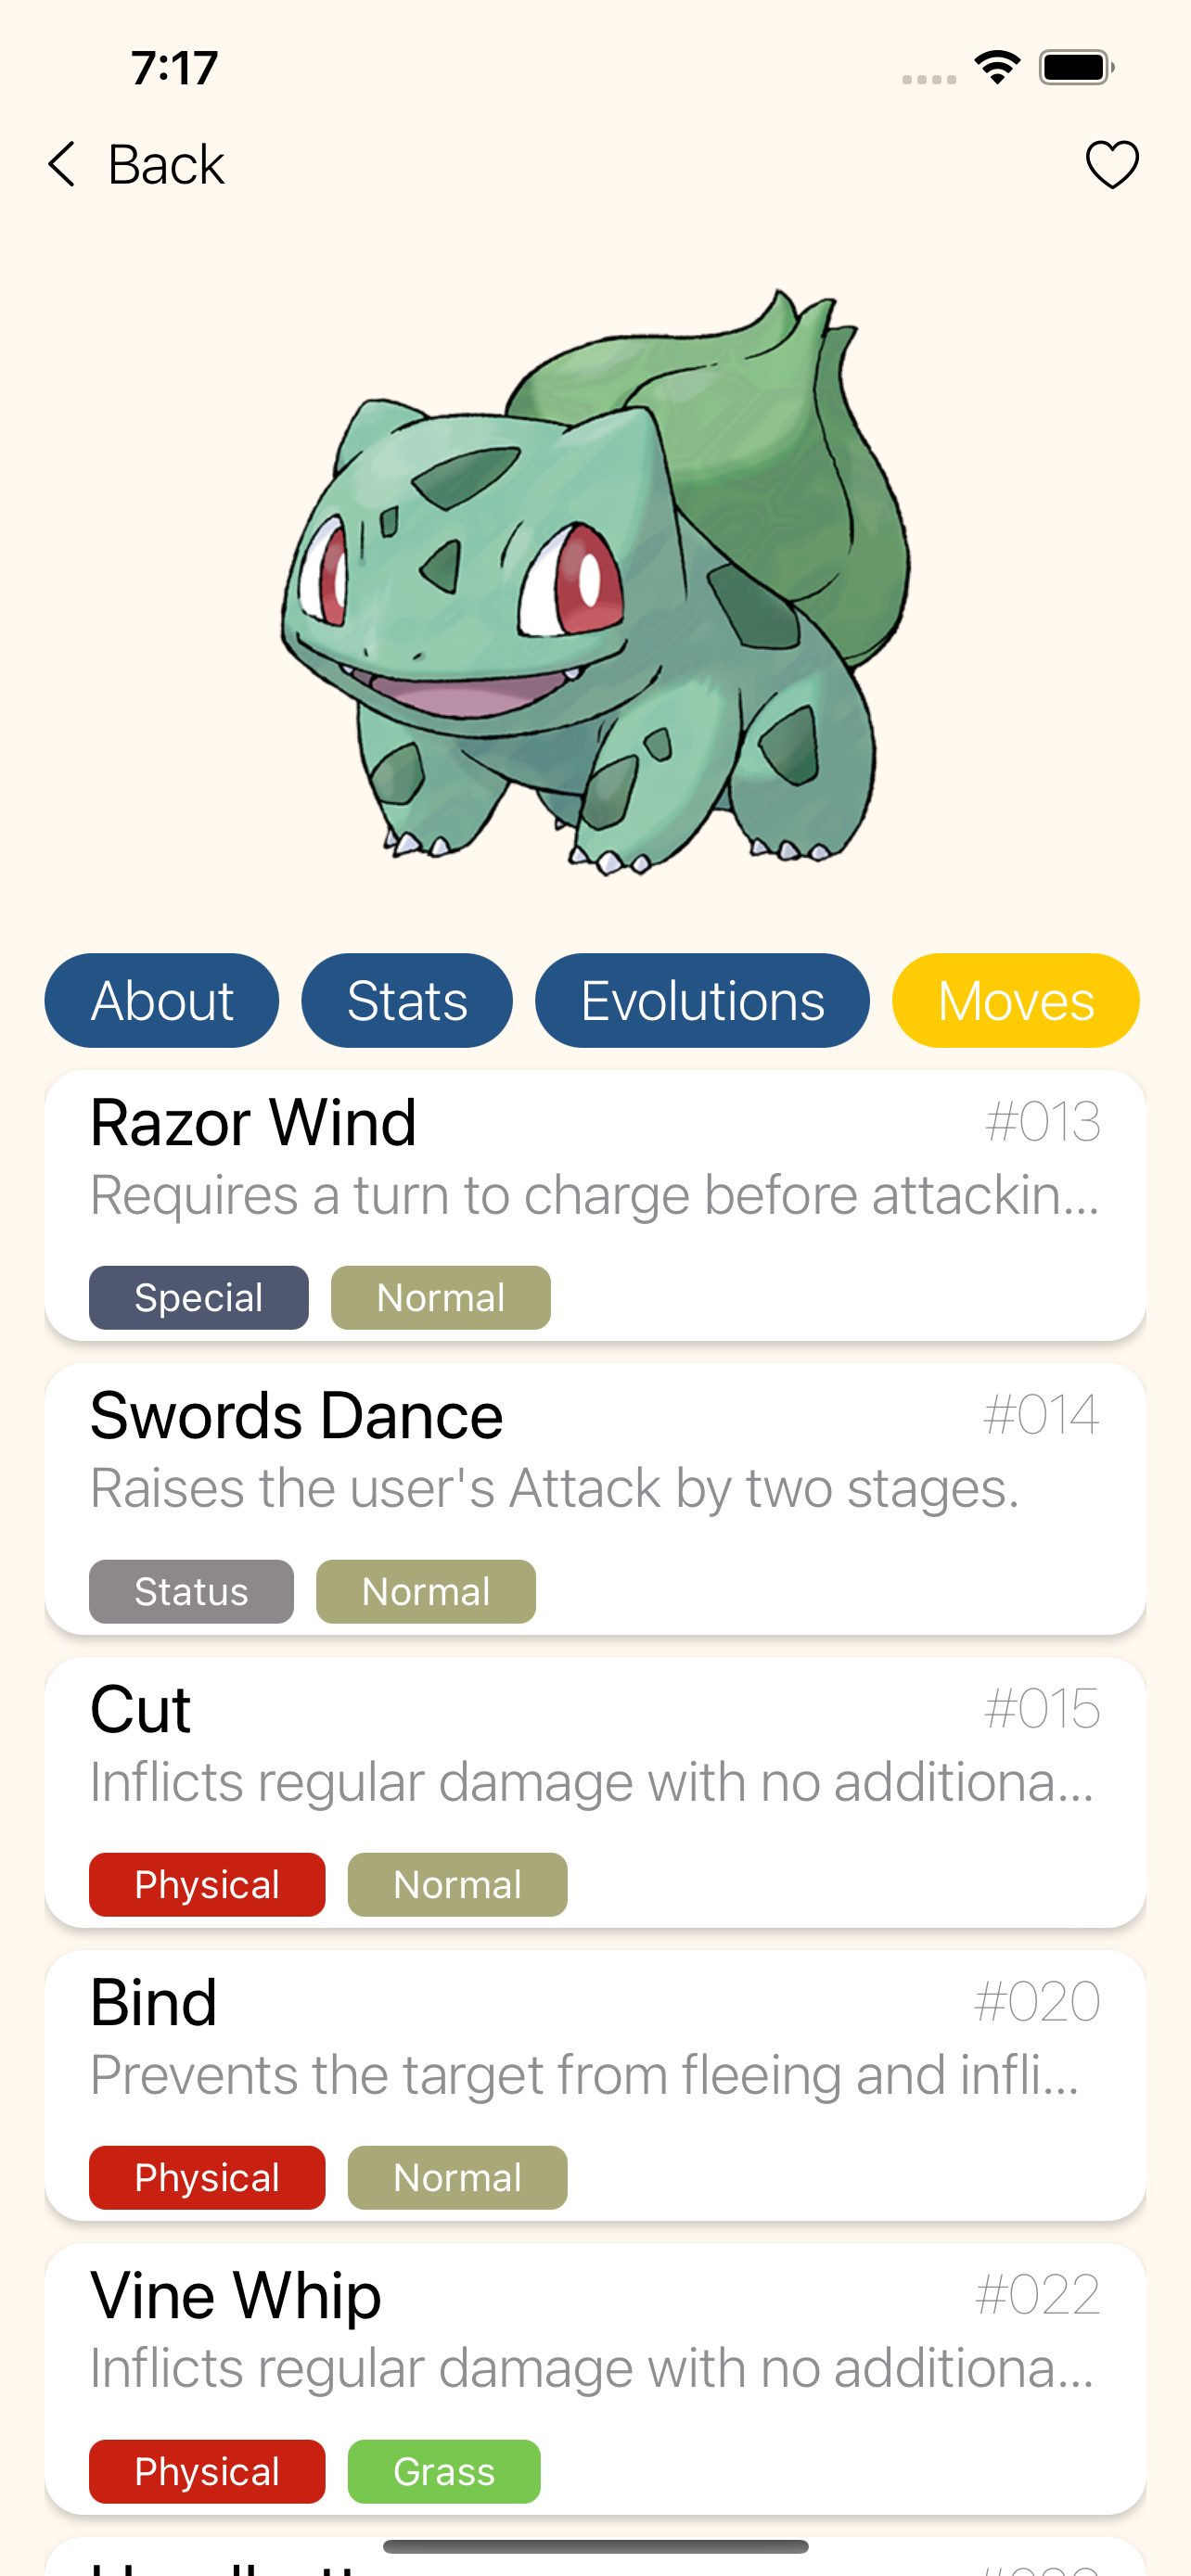 7:17
Back
About Stats Evolutions Moves
Razor Wind #013
Requires a turn to charge before attackin...
Special Normal
Swords Dance #014
Raises the user's Attack by two stages.
Status Normal
Cut #015
Inflicts regular damage with no additiona...
Physical Normal
Bind #020
Prevents the target from fleeing and infli...
Physical Normal
Vine Whip #022
Inflicts regular damage with no additiona...
Physical Grass